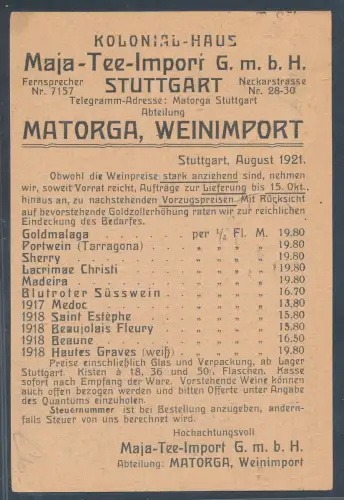 KOLONIAL-HAUS
Maja-Tee-Import G. m. b. H.
Fernsprecher Nr. 7157 STUTTGART Neckarstrasse Nr. 28-30
Telegramm-Adresse: Matorga Stuttgart
Abteilung
MATORGA, WEINIMPORT
Stuttgart, August 1921.
Obwohl die Weinpreise stark anziehend sind, nehmen
wir, soweit Vorrat reicht, Aufträge zur Lieferung bis 15. Okt.
hinaus an, zu nachstehenden Vorzugspreisen. Mit Rücksicht
auf bevorstehende Goldzollerhöhung raten wir zur reichlichen
Eindeckung des Bedarfes.
Goldmalaga per 1/1 Fl. M. 19.80
Portwein (Tarragona) „ „ „ „ 19.80
Sherry „ „ „ „ 19.80
Lacrimae Christi „ „ „ „ 19.80
Madeira „ „ „ „ 19.80
Blutroter Süsswein „ „ „ „ 16.70
1917 Medoc „ „ „ „ 13.80
1918 Saint Estèphe „ „ „ „ 15.80
1918 Beaujolais Fleury „ „ „ „ 15.80
1918 Beaune „ „ „ „ 16.50
1918 Hautes Graves (weiß) „ „ „ „ 19.80
Preise einschließlich Glas und Verpackung, ab Lager
Stuttgart. Kisten à 18, 36 und 50/1 Flaschen. Kasse
sofort nach Empfang der Ware. Vorstehende Weine können
auch offen bezogen werden und bitten Offerte unter Angabe
des Quantums einzuholen.
Steuernummer ist bei Bestellung anzugeben, andern-
falls Steuer von uns berechnet wird.
Hochachtungsvoll
Maja-Tee-Import G. m. b. H.
Abteilung: MATORGA, Weinimport